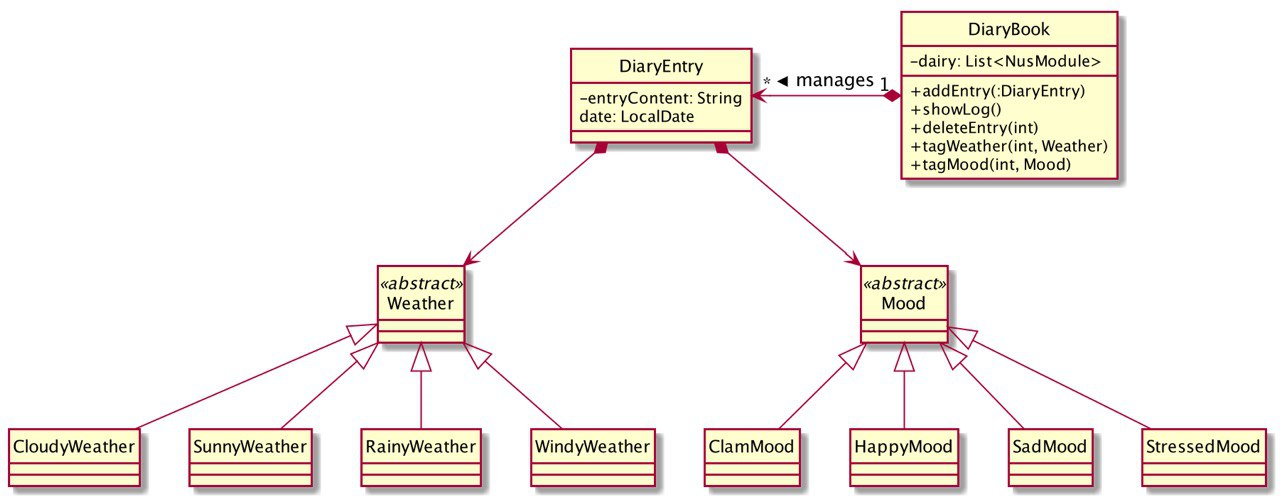 DiaryBook
-dairy: List<NusModule>
+addEntry(:DiaryEntry)
+showLog()
+deleteEntry(int)
+tagWeather(int, Weather)
+tagMood(int, Mood)
DiaryEntry
-entryContent: String
date: LocalDate
* ◄ manages 1
«abstract»
Weather
«abstract»
Mood
CloudyWeather
SunnyWeather
RainyWeather
WindyWeather
ClamMood
HappyMood
SadMood
StressedMood